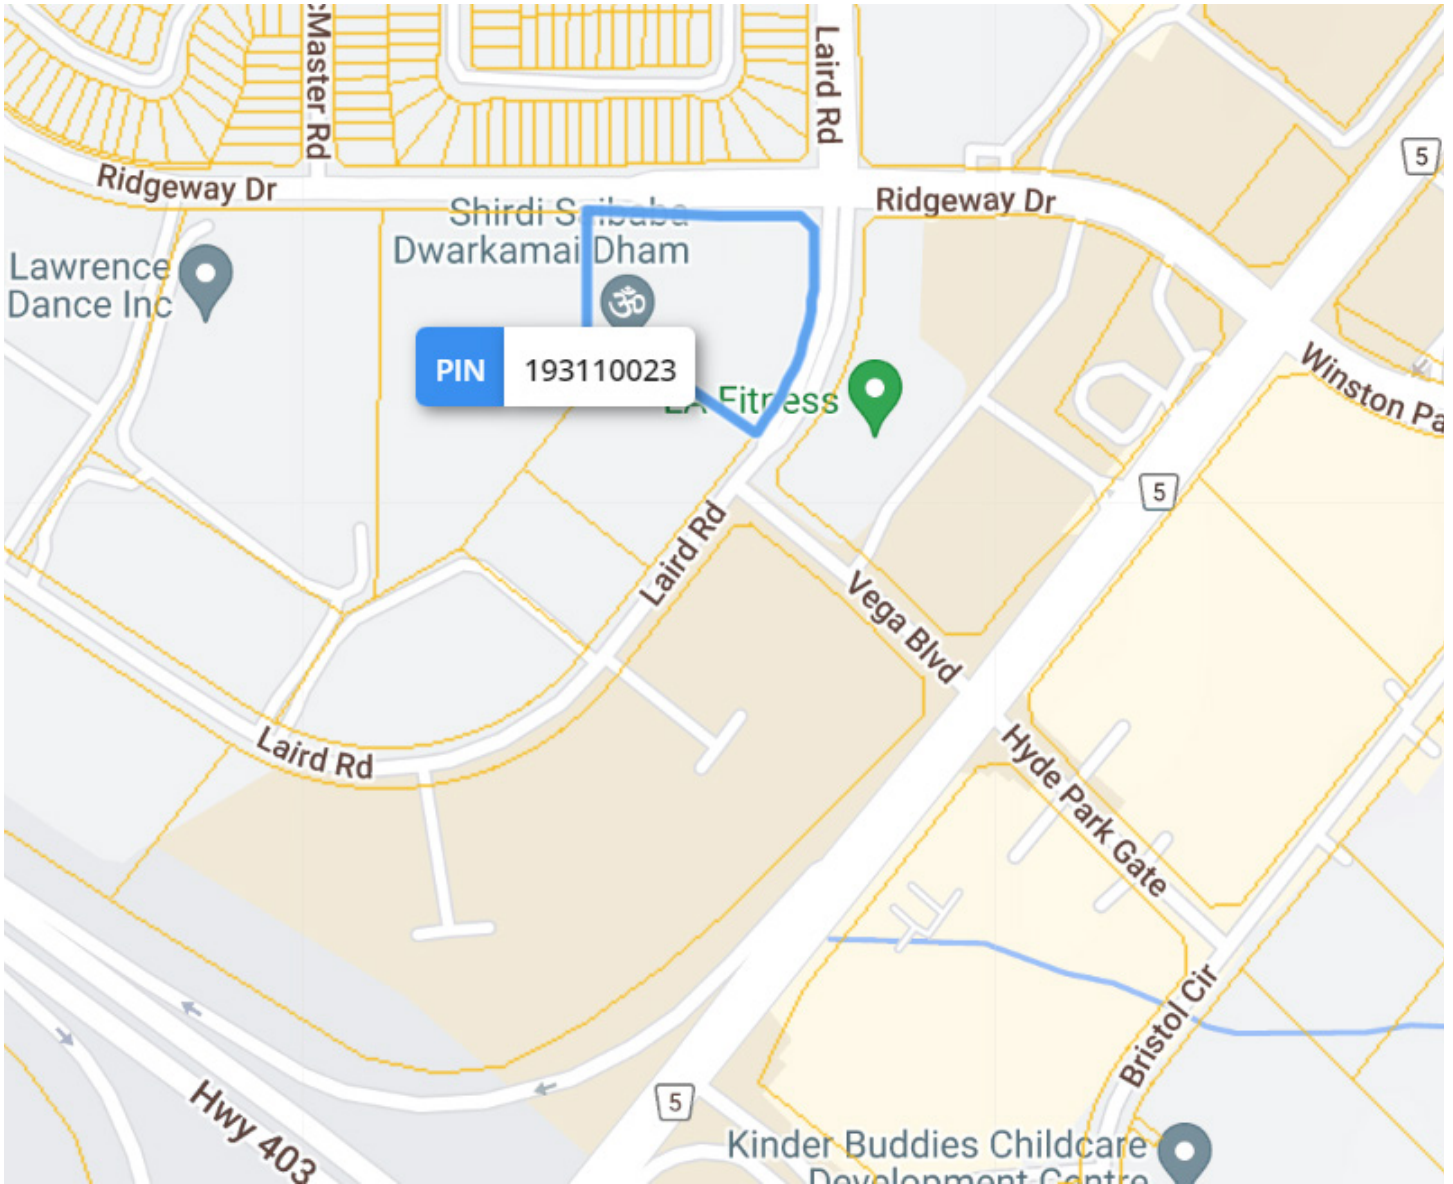 cMaster Rd
Laird Rd
5
Ridgeway Dr
Ridgeway Dr
Shirdi Saibaba
Dwarkamai Dham
Lawrence
Dance Inc
ॐ
PIN 193110023
LA Fitness
Winston Pa
5
Laird Rd
Vega Blvd
Laird Rd
Hyde Park Gate
Bristol Cir
5
Hwy 403
Kinder Buddies Childcare
Development Centre